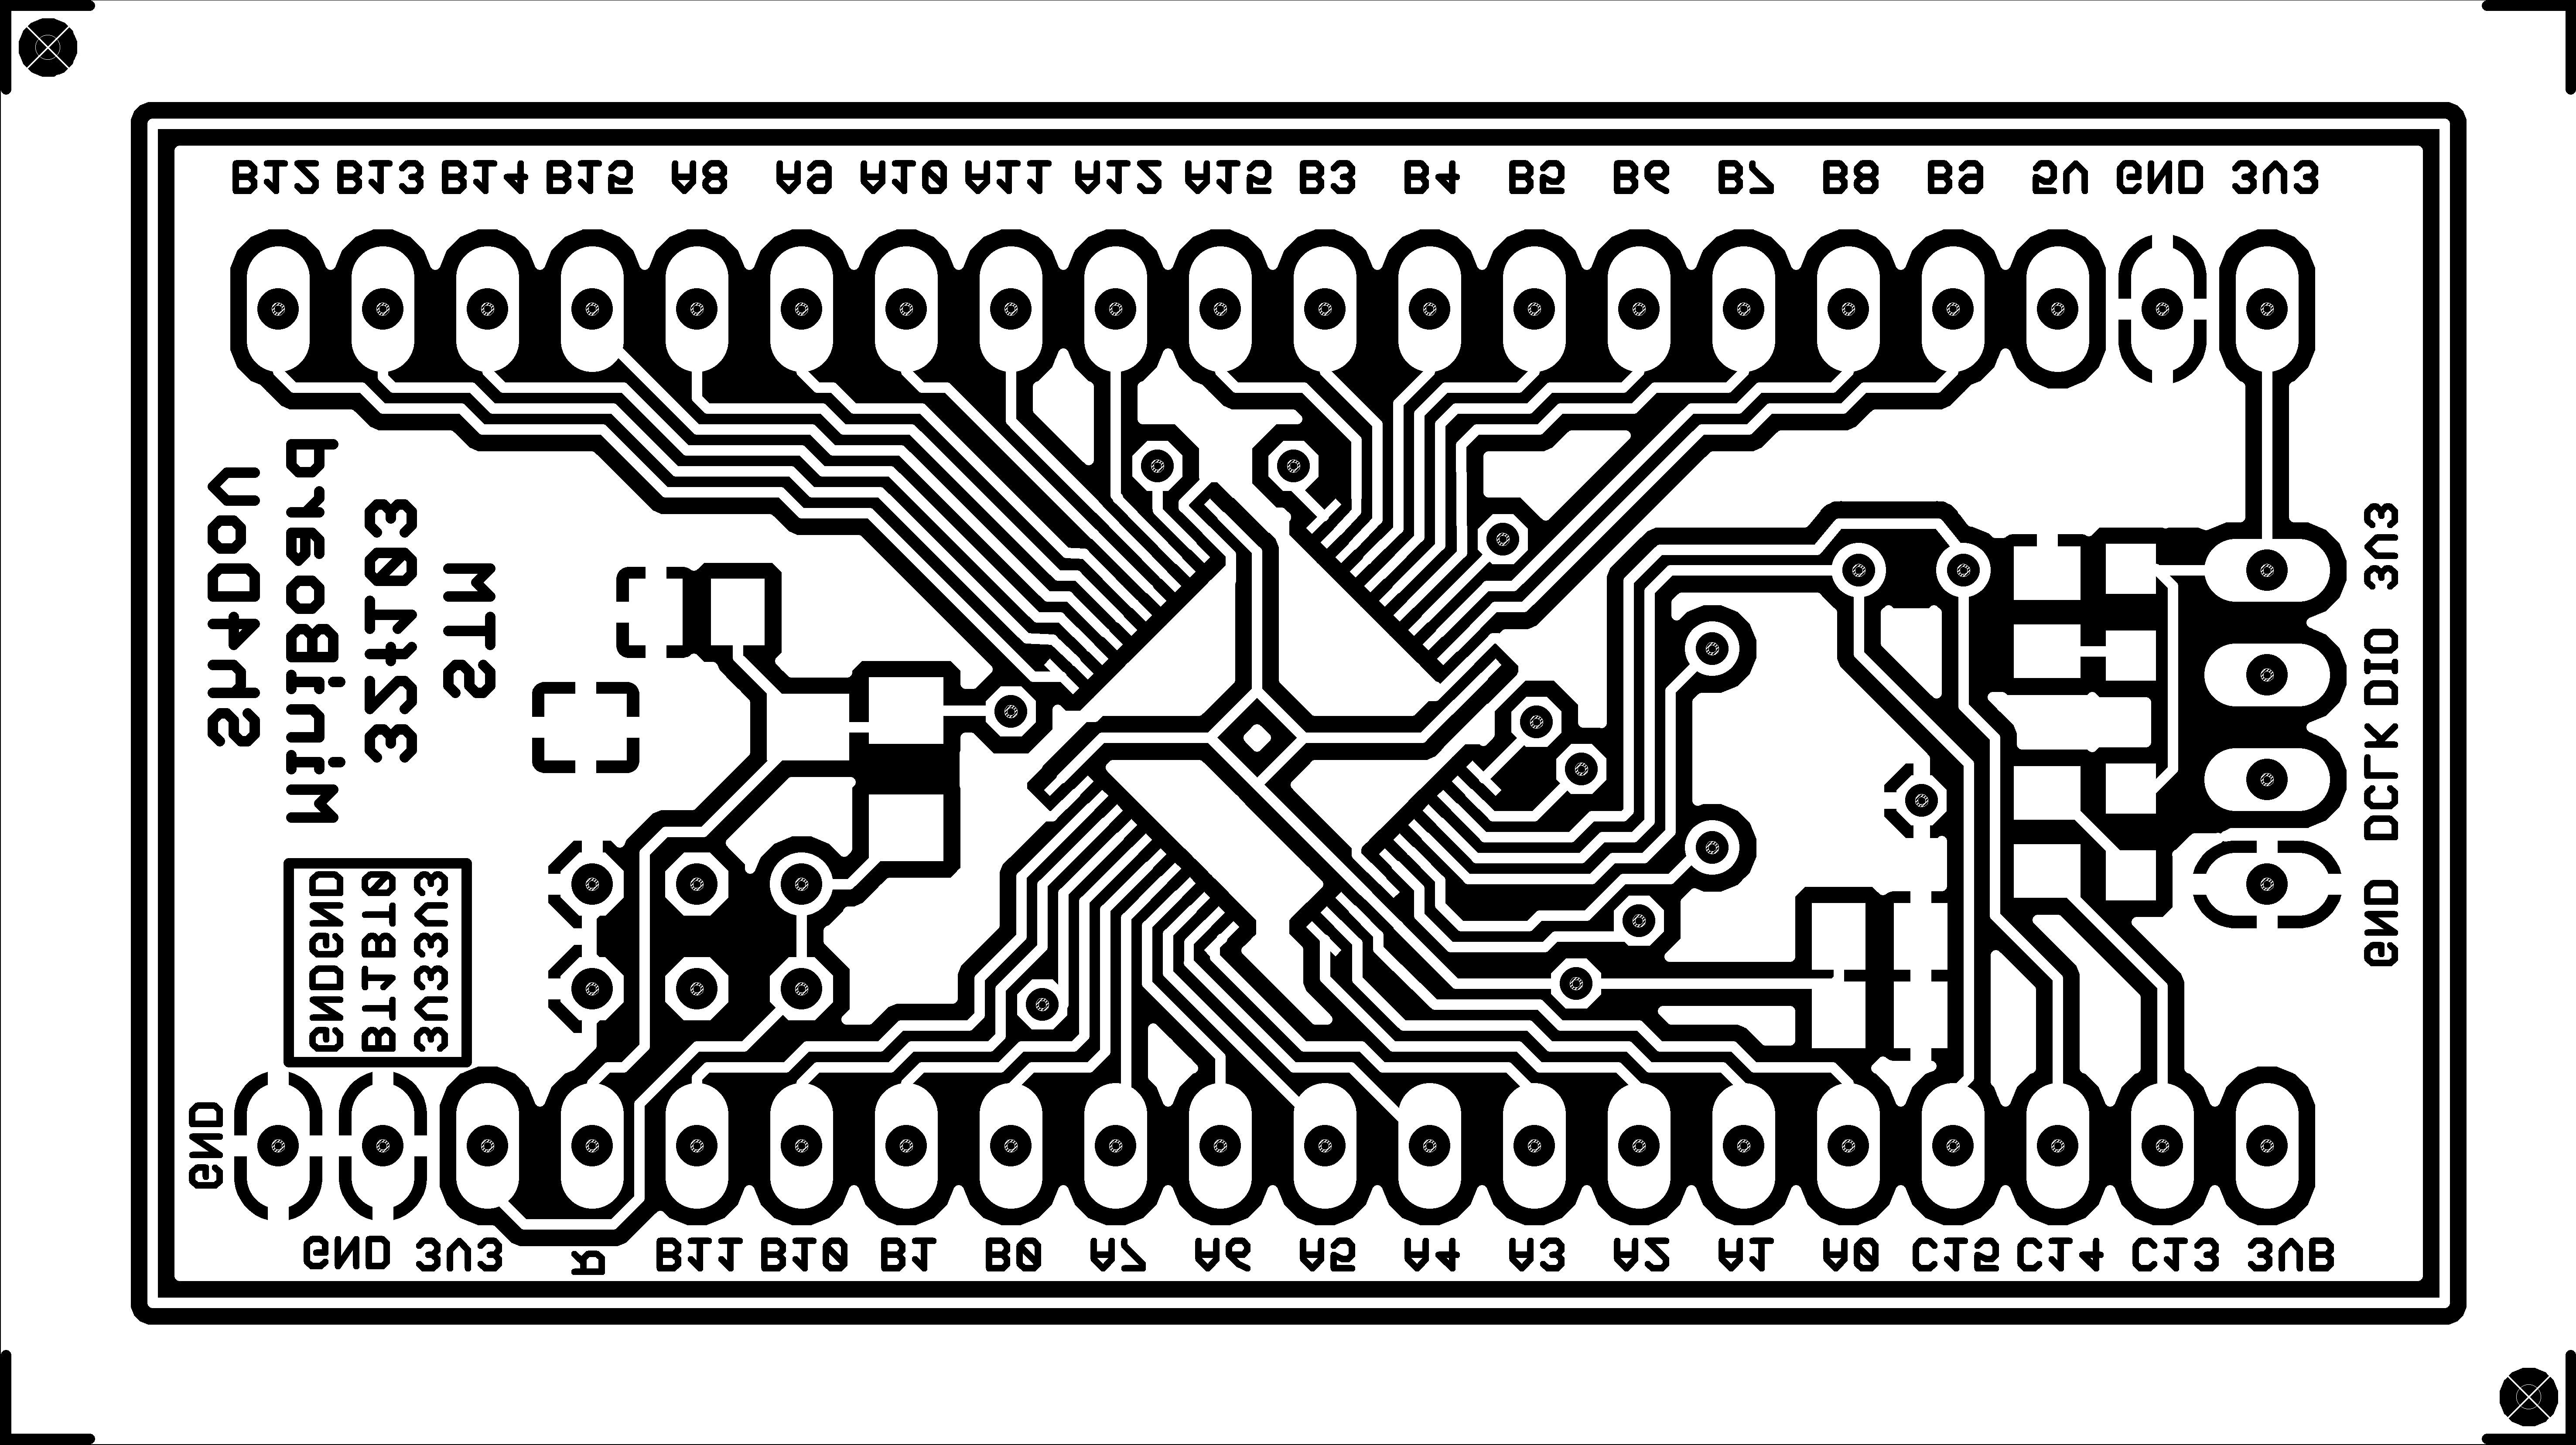 B12 B13 B14 B15 A8 A9 A10 A11 A12 A15 B3 B4 B5 B6 B7 B8 B9 5V GND 3V3
Sh4DoV
MiniBoard
32f103
STM
GNDGND
BT1BT0
3V33V3
3V3
DIO
DCLK
GND
GND
GND 3V3 R B11 B10 B1 B0 A7 A6 A5 A4 A3 A2 A1 A0 C15 C14 C13 3VB